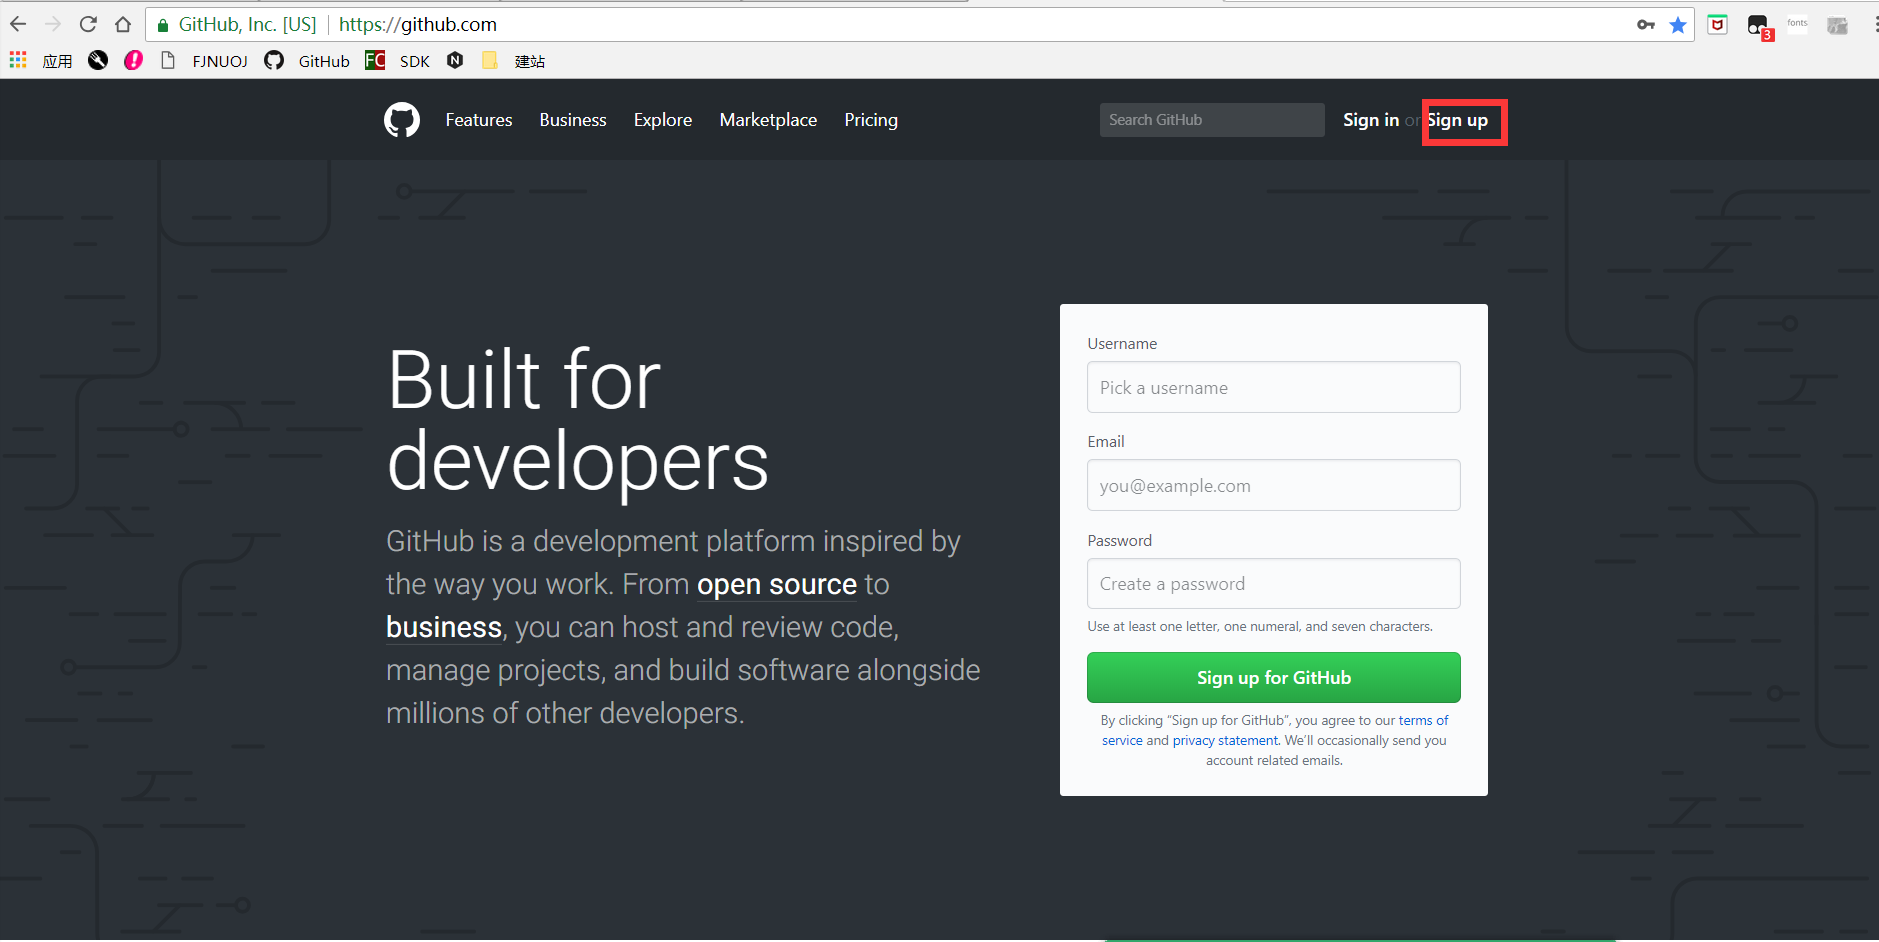 GitHub, Inc. [US] https://github.com
3
fonts
应用 FJNUOJ GitHub FC SDK N 建站
Features Business Explore Marketplace Pricing Search GitHub Sign in or Sign up
Built for
developers
GitHub is a development platform inspired by
the way you work. From open source to
business, you can host and review code,
manage projects, and build software alongside
millions of other developers.
Username
Pick a username
Email
you@example.com
Password
Create a password
Use at least one letter, one numeral, and seven characters.
Sign up for GitHub
By clicking “Sign up for GitHub”, you agree to our terms of
service and privacy statement. We’ll occasionally send you
account related emails.